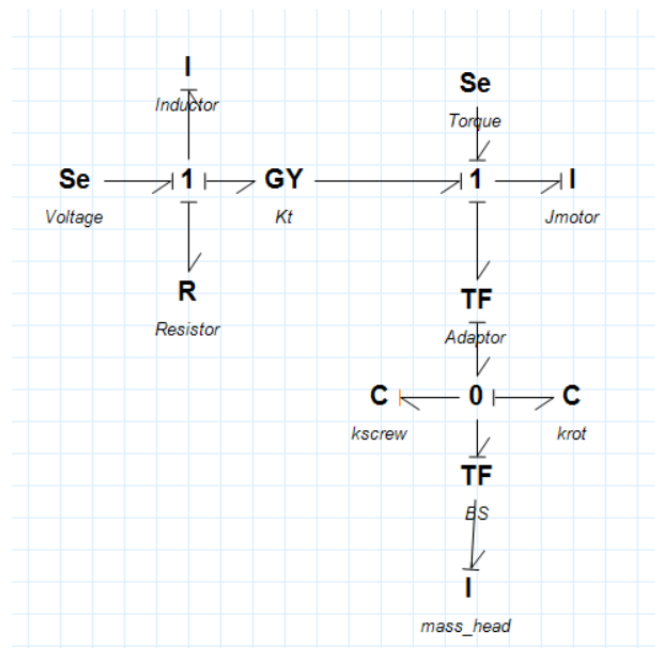 I
Inductor
Se
Torque
Se 1 GY 1 I
Voltage Kt Jmotor
R
Resistor
TF
Adaptor
C 0 C
kscrew krot
TF
BS
I
mass_head